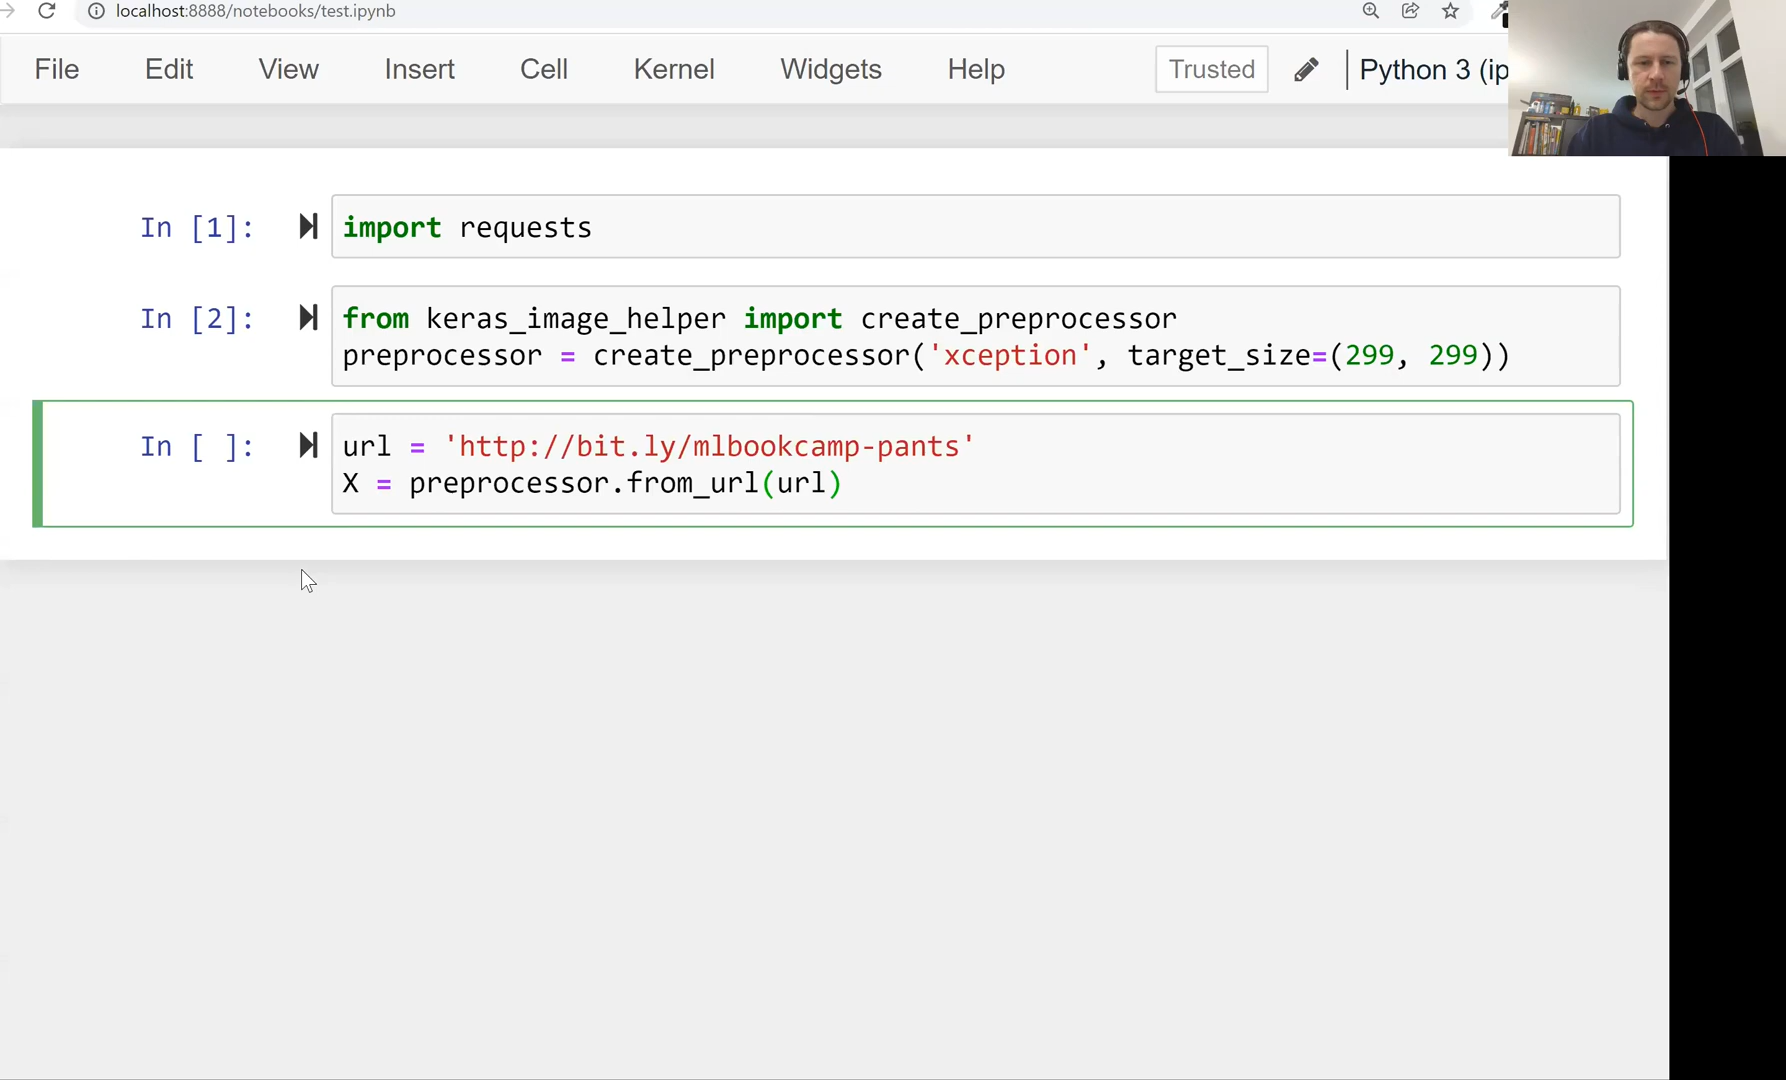 localhost:8888/notebooks/test.ipynb
File Edit View Insert Cell Kernel Widgets Help Trusted Python 3 (ip
In [1]: import requests
In [2]: from keras_image_helper import create_preprocessor
preprocessor = create_preprocessor('xception', target_size=(299, 299))
In [ ]: url = 'http://bit.ly/mlbookcamp-pants'
X = preprocessor.from_url(url)